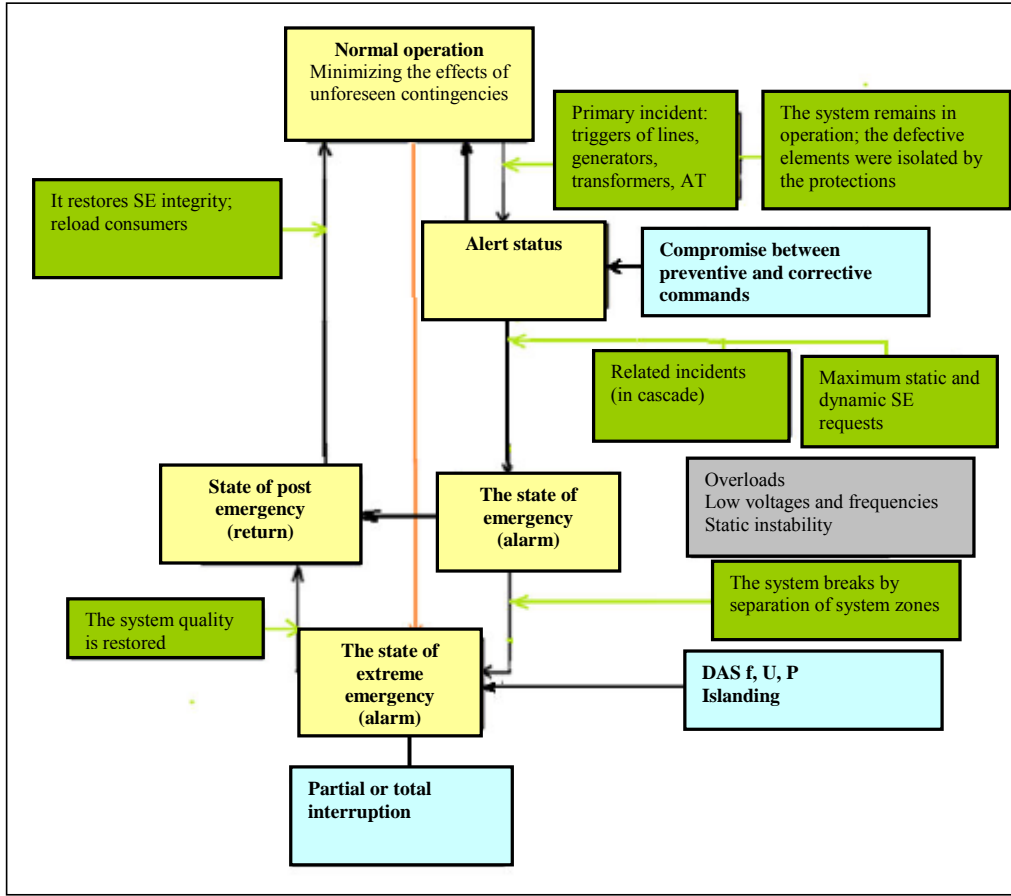 Normal operation
Minimizing the effects of
unforeseen contingencies
Primary incident:
triggers of lines,
generators,
transformers, AT
The system remains in
operation; the defective
elements were isolated by
the protections
It restores SE integrity;
reload consumers
Alert status
Compromise between
preventive and corrective
commands
Related incidents
(in cascade)
Maximum static and
dynamic SE
requests
State of post
emergency
(return)
The state of
emergency
(alarm)
Overloads
Low voltages and frequencies
Static instability
The system breaks by
separation of system zones
The system quality
is restored
The state of
extreme
emergency
(alarm)
DAS f, U, P
Islanding
Partial or total
interruption